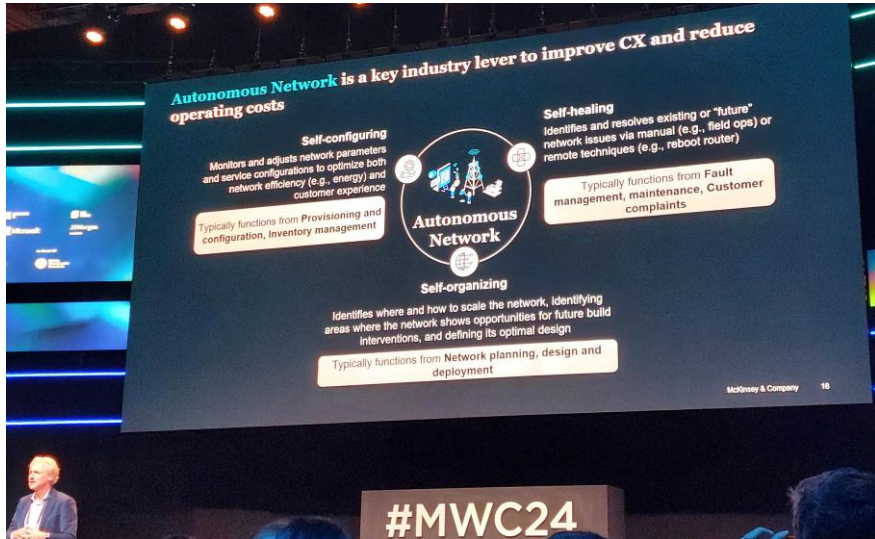 Autonomous Network is a key industry lever to improve CX and reduce
operating costs
Self-configuring
Monitors and adjusts network parameters
and service configurations to optimize both
network efficiency (e.g., energy) and
customer experience
Typically functions from Provisioning and
configuration, Inventory management
Self-healing
Identifies and resolves existing or "future"
network issues via manual (e.g., field ops) or
remote techniques (e.g., reboot router)
Typically functions from Fault
management, maintenance, Customer
complaints
Autonomous
Network
Self-organizing
Identifies where and how to scale the network, identifying
areas where the network shows opportunities for future build
interventions, and defining its optimal design
Typically functions from Network planning, design and
deployment
McKinsey & Company 16
Microsoft
J.P.Morgan
#MWC24